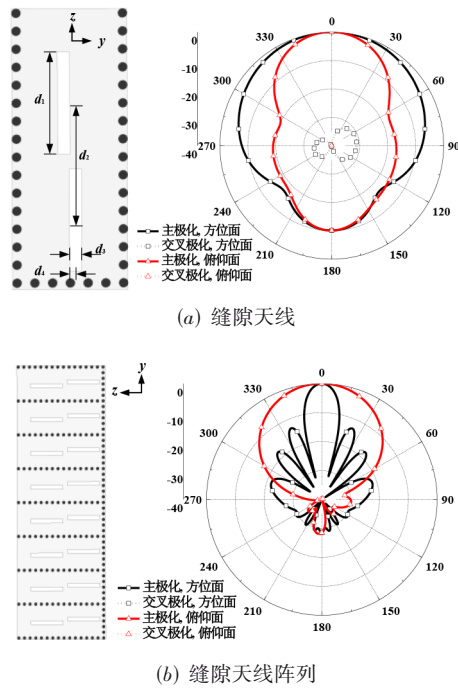 z
y
d₁
d₂
d₃
d₄
0
30
60
90
120
150
180
210
240
270
300
330
0
-10
-20
-30
-40
主极化, 方位面
交叉极化, 方位面
主极化, 俯仰面
交叉极化, 俯仰面
(a) 缝隙天线
y
z
0
30
60
90
120
150
180
210
240
270
300
330
0
-10
-20
-30
-40
主极化, 方位面
交叉极化, 方位面
主极化, 俯仰面
交叉极化, 俯仰面
(b) 缝隙天线阵列